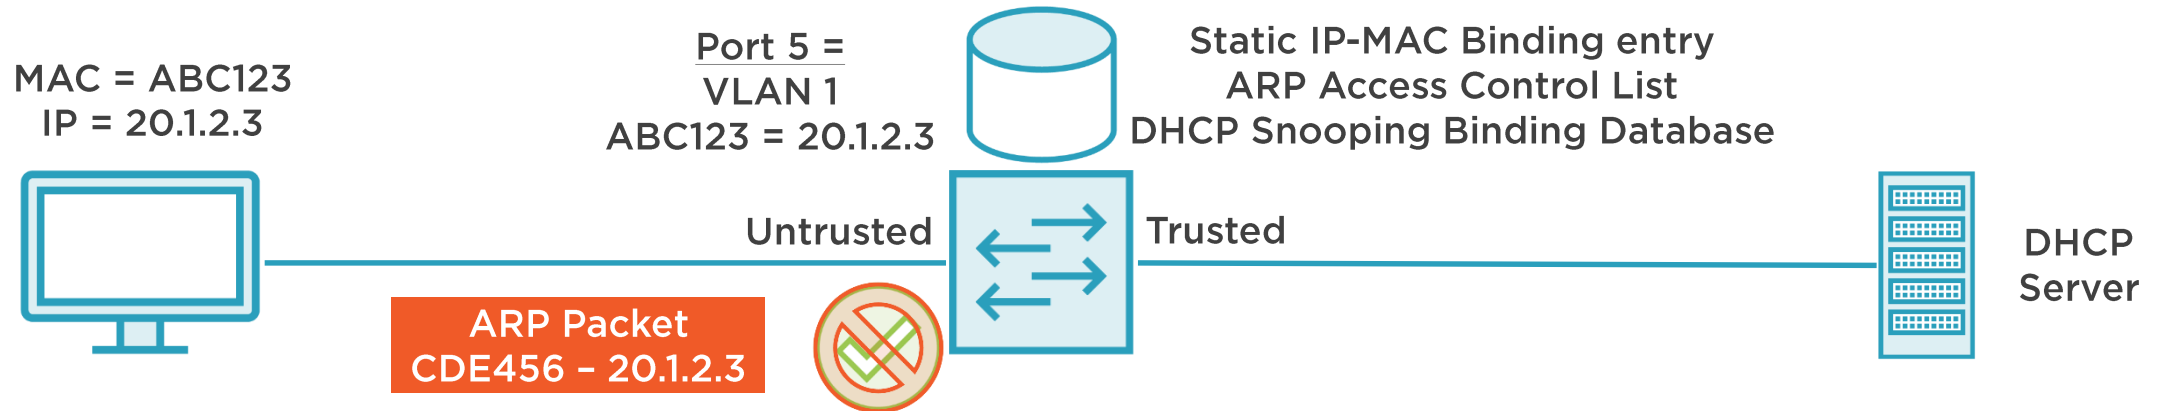 MAC = ABC123
IP = 20.1.2.3
Port 5 =
VLAN 1
ABC123 = 20.1.2.3
Static IP-MAC Binding entry
ARP Access Control List
DHCP Snooping Binding Database
Untrusted
Trusted
DHCP
Server
ARP Packet
CDE456 – 20.1.2.3